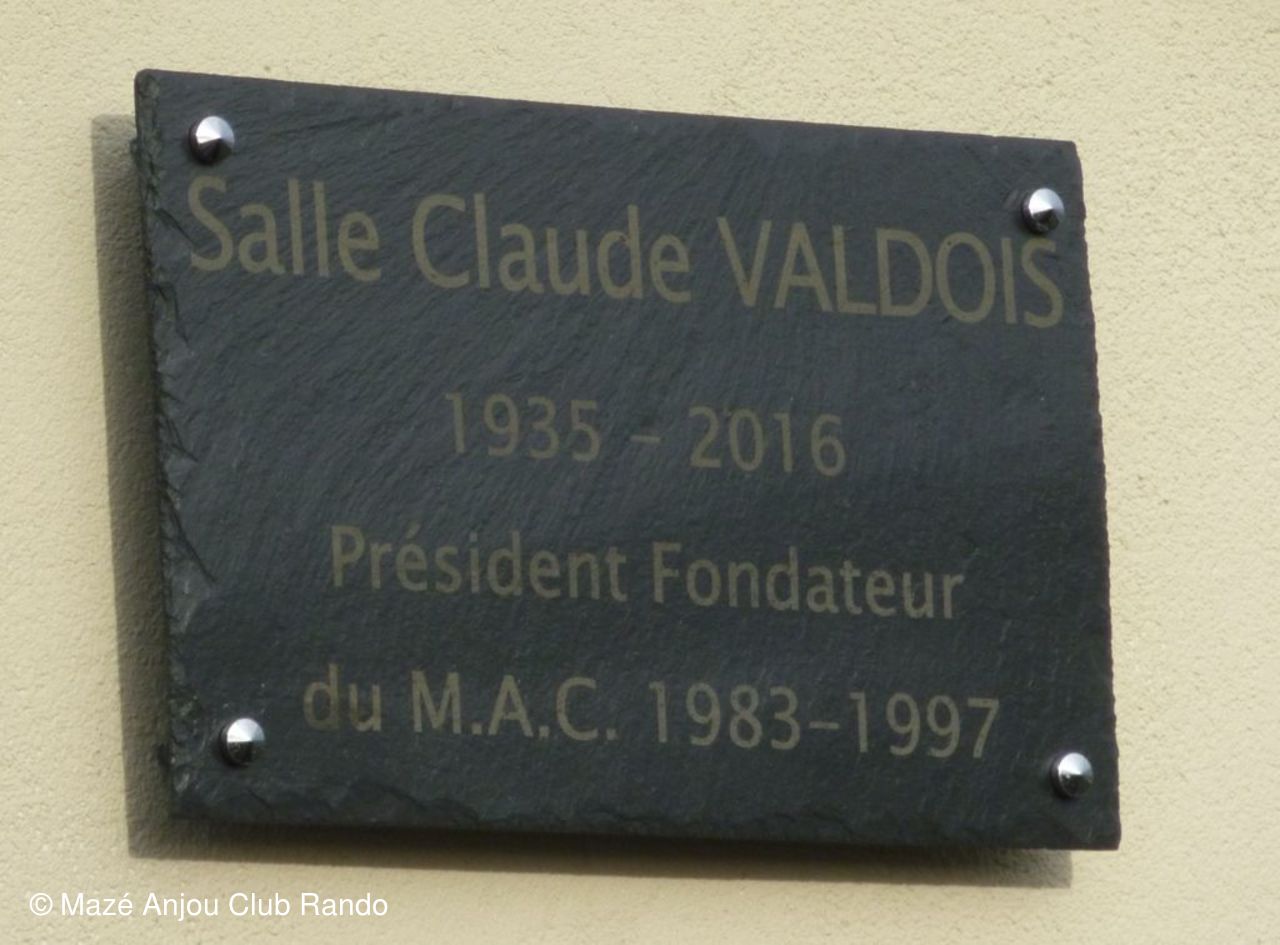 Salle Claude VALDOIS
1935 - 2016
Président Fondateur
du M.A.C. 1983-1997
© Mazé Anjou Club Rando